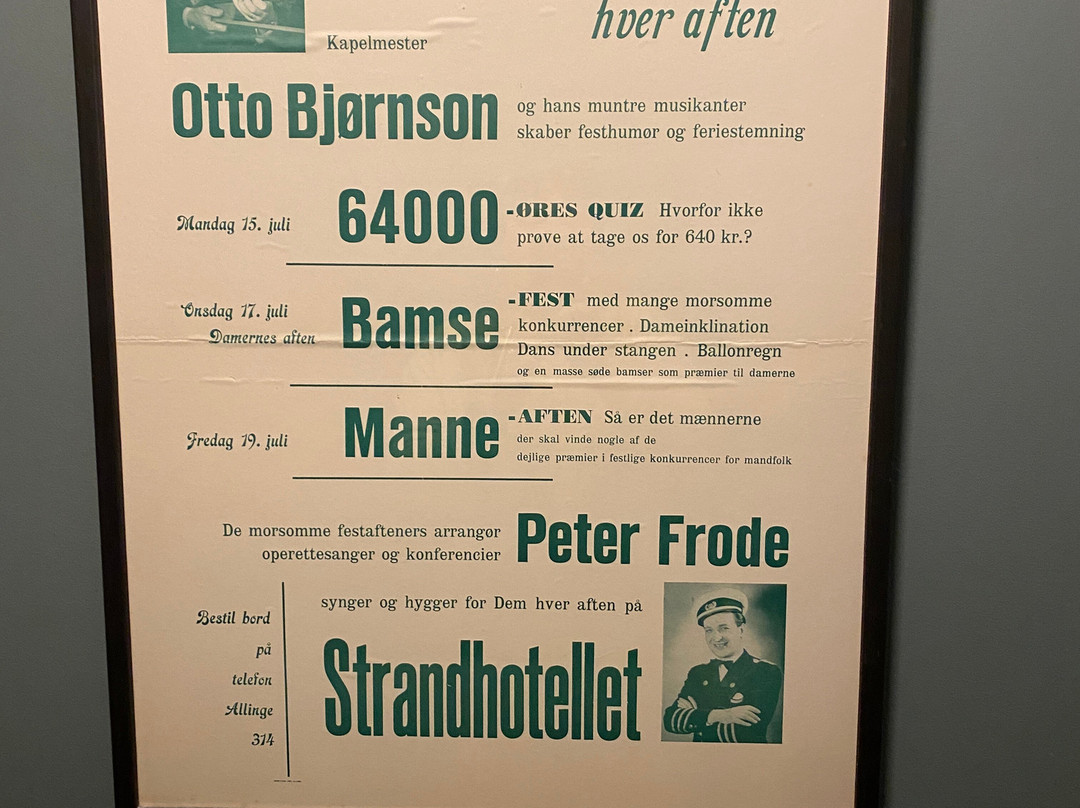 hver aften
Kapelmester
Otto Bjørnson
og hans muntre musikanter
skaber festhumør og feriestemning
Mandag 15. juli
64000
-ØRES QUIZ Hvorfor ikke
prøve at tage os for 640 kr.?
Onsdag 17. juli
Damernes aften
Bamse
-FEST med mange morsomme
konkurrencer . Dameinklination
Dans under stangen . Ballonregn
og en masse søde bamser som præmier til damerne
Fredag 19. juli
Manne
-AFTEN Så er det mænnerne
der skal vinde nogle af de
dejlige præmier i festlige konkurrencer for mandfolk
De morsomme festafteners arrangør
operettesanger og konferencier
Peter Frode
synger og hygger for Dem hver aften på
Strandhotellet
Bestil bord
på
telefon
Allinge
314